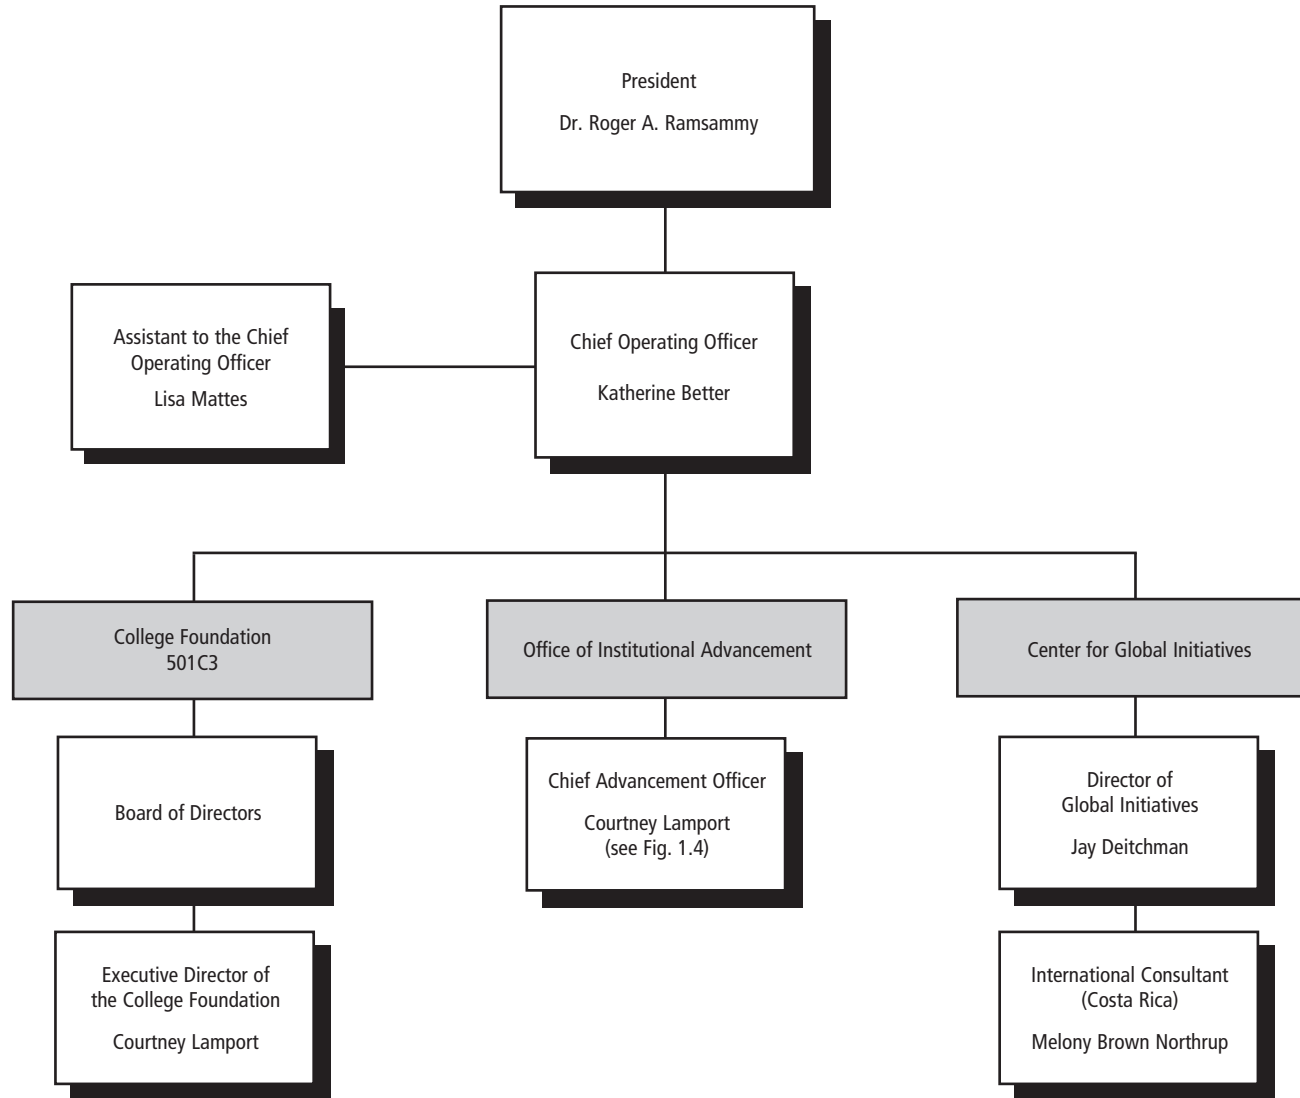 President
Dr. Roger A. Ramsammy
Assistant to the Chief
Operating Officer
Lisa Mattes
Chief Operating Officer
Katherine Better
College Foundation
501C3
Office of Institutional Advancement
Center for Global Initiatives
Board of Directors
Chief Advancement Officer
Courtney Lamport
(see Fig. 1.4)
Director of
Global Initiatives
Jay Deitchman
Executive Director of
the College Foundation
Courtney Lamport
International Consultant
(Costa Rica)
Melony Brown Northrup